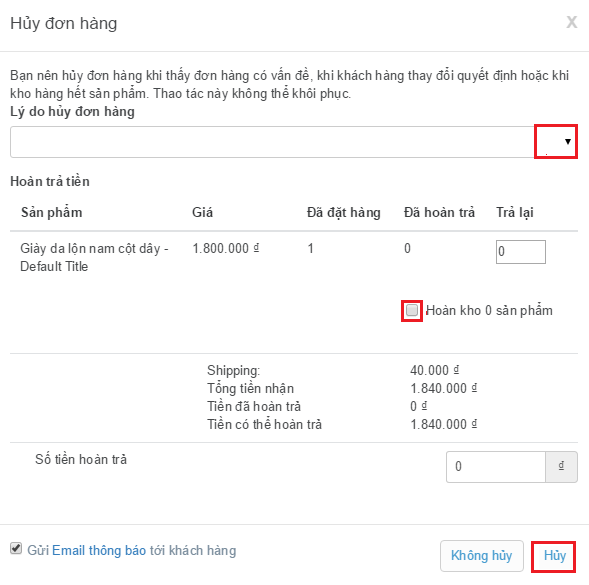 Hủy đơn hàng
x
Bạn nên hủy đơn hàng khi thấy đơn hàng có vấn đề, khi khách hàng thay đổi quyết định hoặc khi
kho hàng hết sản phẩm. Thao tác này không thể khôi phục.
Lý do hủy đơn hàng
Hoàn trả tiền
Sản phẩm Giá Đã đặt hàng Đã hoàn trả Trả lại
Giày da lộn nam cột dây - 1.800.000 ₫ 1 0 0
Default Title
Hoàn kho 0 sản phẩm
Shipping: 40.000 ₫
Tổng tiền nhận 1.840.000 ₫
Tiền đã hoàn trả 0 ₫
Tiền có thể hoàn trả 1.840.000 ₫
Số tiền hoàn trả 0 ₫
Gửi Email thông báo tới khách hàng
Không hủy Hủy